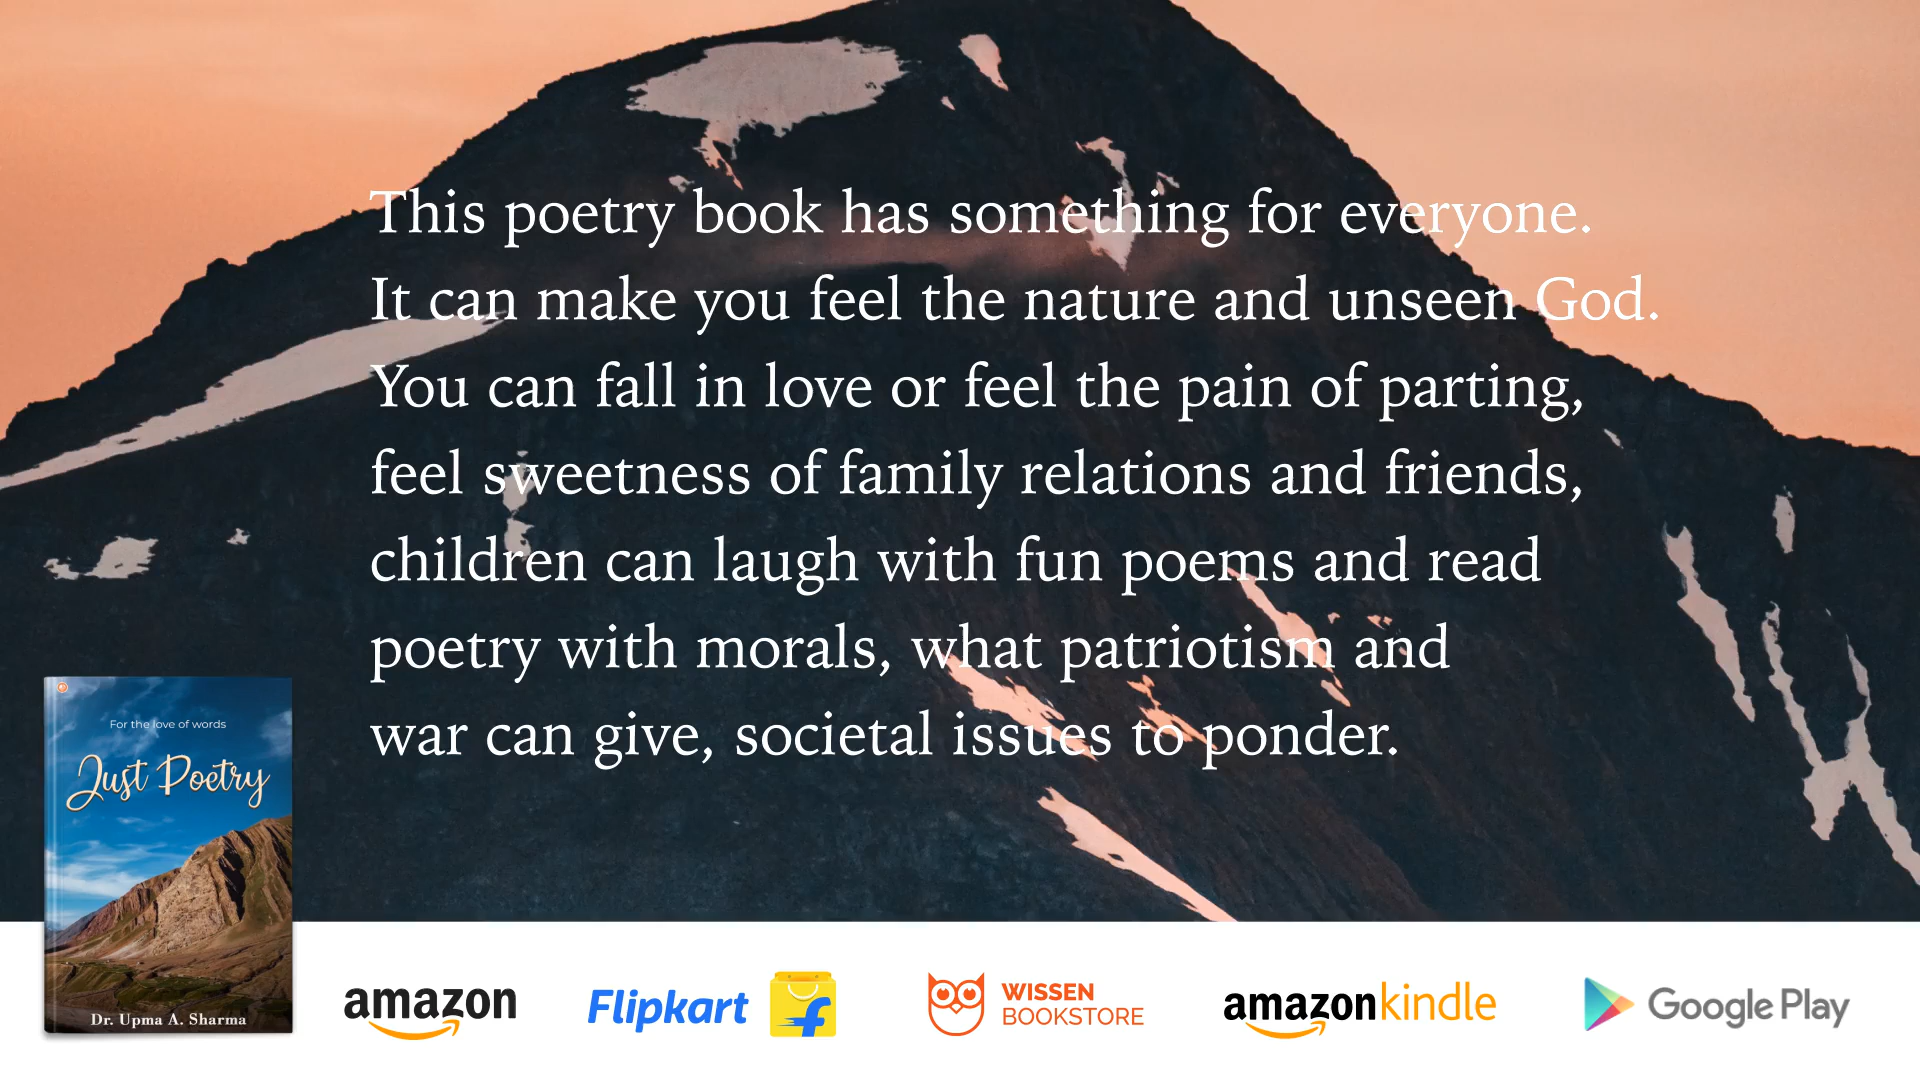 This poetry book has something for everyone.
It can make you feel the nature and unseen God.
You can fall in love or feel the pain of parting,
feel sweetness of family relations and friends,
children can laugh with fun poems and read
poetry with morals, what patriotism and
war can give, societal issues to ponder.
For the love of words
Just Poetry
Dr. Upma A. Sharma
amazon
Flipkart
WISSEN
BOOKSTORE
amazonkindle
Google Play